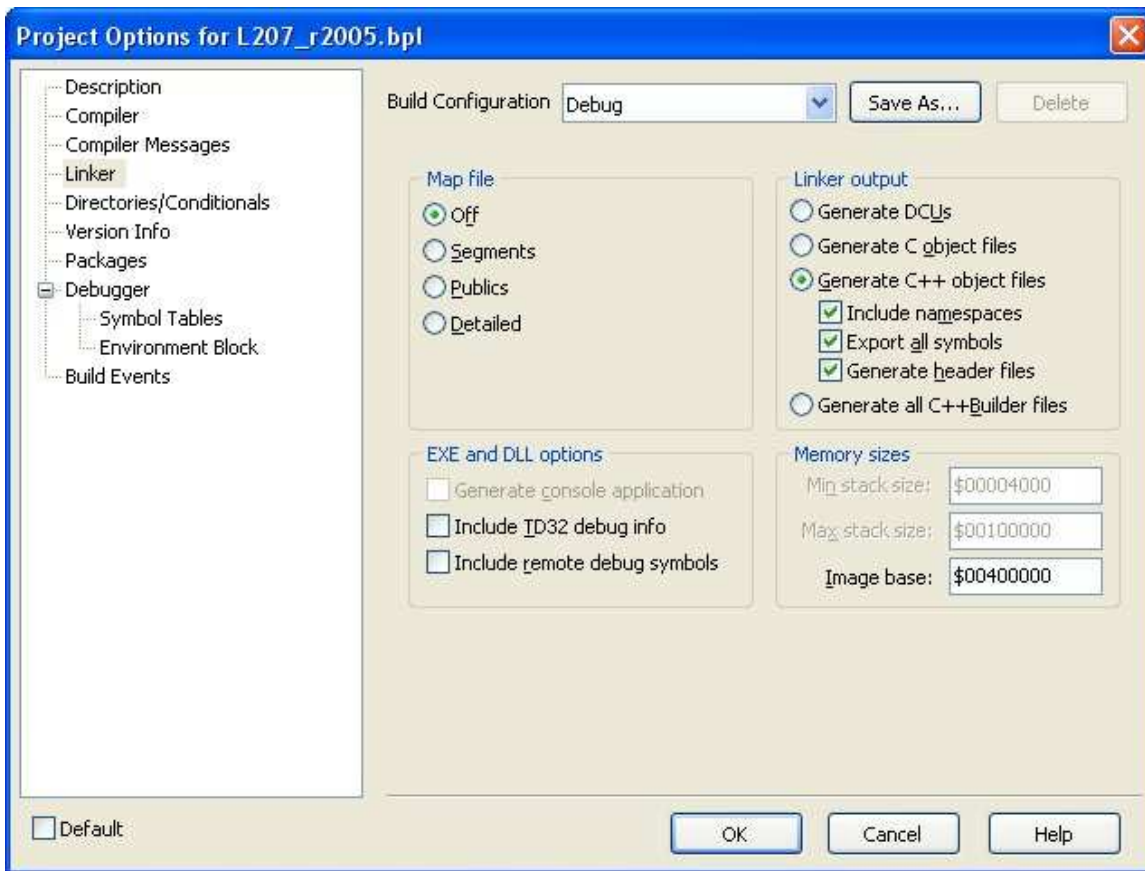 Project Options for L207_r2005.bpl
Description
Compiler
Compiler Messages
Linker
Directories/Conditionals
Version Info
Packages
Debugger
Symbol Tables
Environment Block
Build Events
Build Configuration Debug Save As... Delete
Map file
Off
Segments
Publics
Detailed
Linker output
Generate DCUs
Generate C object files
Generate C++ object files
Include namespaces
Export all symbols
Generate header files
Generate all C++Builder files
EXE and DLL options
Generate console application
Include TD32 debug info
Include remote debug symbols
Memory sizes
Min stack size: $00004000
Max stack size: $00100000
Image base: $00400000
Default
OK Cancel Help